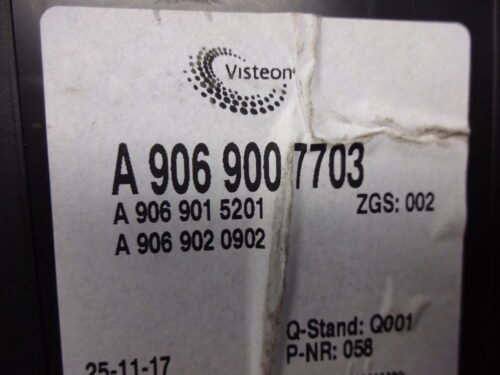 Visteon
A 906 900 7703
A 906 901 5201
ZGS: 002
A 906 902 0902
Q-Stand: Q001
P-NR: 058
25-11-17